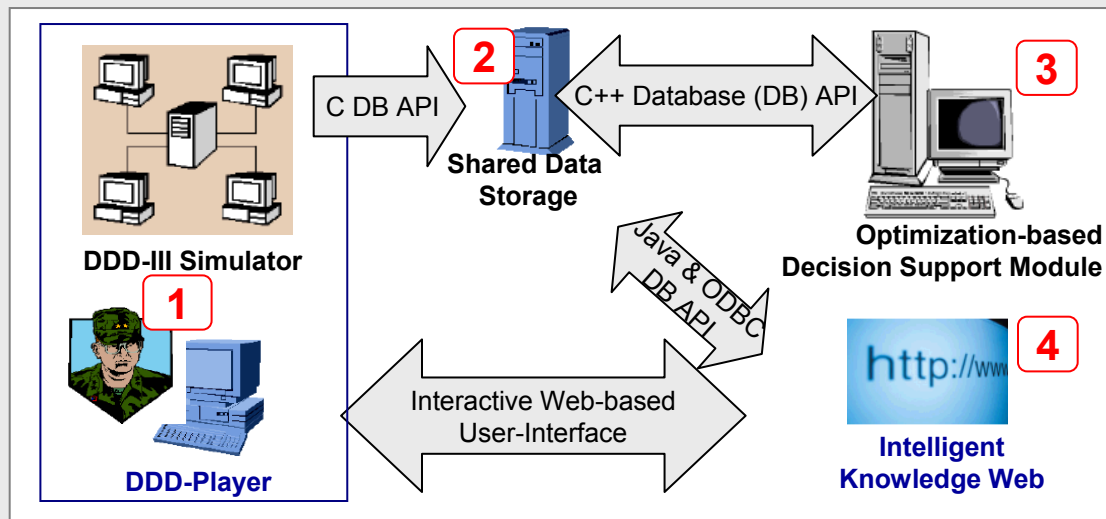 C DB API
2
Shared Data
Storage
C++ Database (DB) API
3
Optimization-based
Decision Support Module
DDD-III Simulator
1
DDD-Player
Java & ODBC
DB API
Interactive Web-based
User-Interface
http://www
4
Intelligent
Knowledge Web